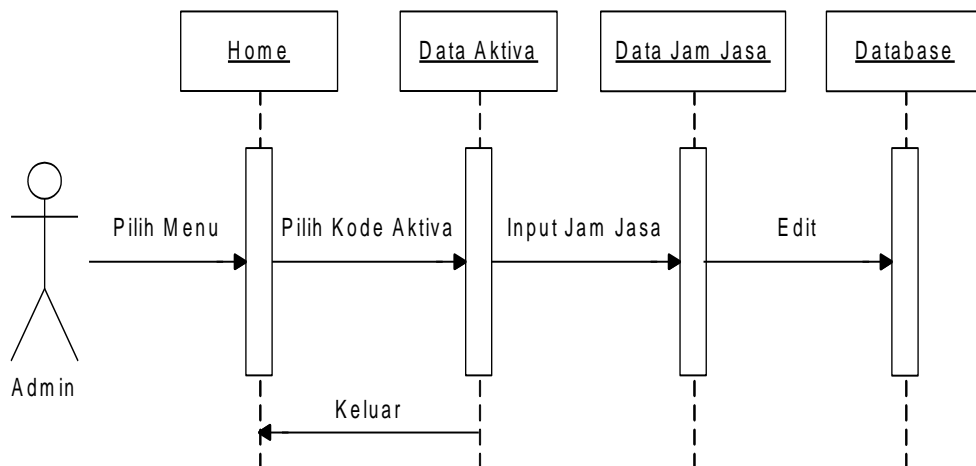 Home
Data Aktiva
Data Jam Jasa
Database
Pilih Menu
Pilih Kode Aktiva
Input Jam Jasa
Edit
Admin
Keluar